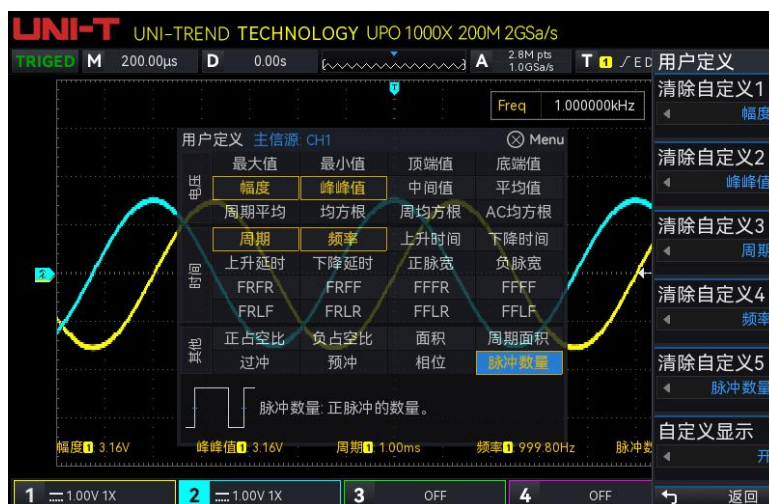 UNI-T UNI-TREND TECHNOLOGY UPO 1000X 200M 2GSa/s
TRIGED M 200.00μs D 0.00s A 2.8M pts 1.0GSa/s T 1
Freq 1.000000kHz
用户定义 主信源: CH1 Menu
电压
最大值 最小值 顶端值 底端值
幅度 峰峰值 中间值 平均值
周期平均 均方根 周均方根 AC均方根
时间
周期 频率 上升时间 下降时间
上升延时 下降延时 正脉宽 负脉宽
FRFR FRFF FFFR FFFF
FRLF FRLR FFLR FFLF
其他
正占空比 负占空比 面积 周期面积
过冲 预冲 相位 脉冲数量
脉冲数量: 正脉冲的数量。
2
幅度1: 3.16V 峰峰值1: 3.16V 周期1: 1.00ms 频率1: 999.80Hz 脉冲数
1 1.00V 1X 2 1.00V 1X 3 OFF 4 OFF
用户定义
清除自定义1
幅度
清除自定义2
峰峰值
清除自定义3
周期
清除自定义4
频率
清除自定义5
脉冲数量
自定义显示
开
返回